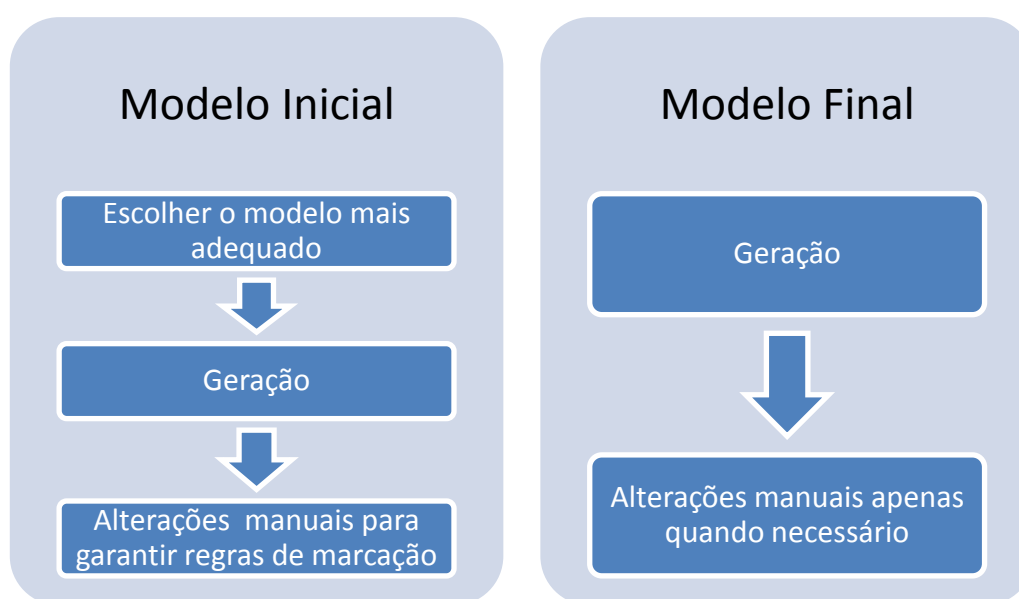 Modelo Inicial
Escolher o modelo mais
adequado
Geração
Alterações manuais para
garantir regras de marcação
Modelo Final
Geração
Alterações manuais apenas
quando necessário